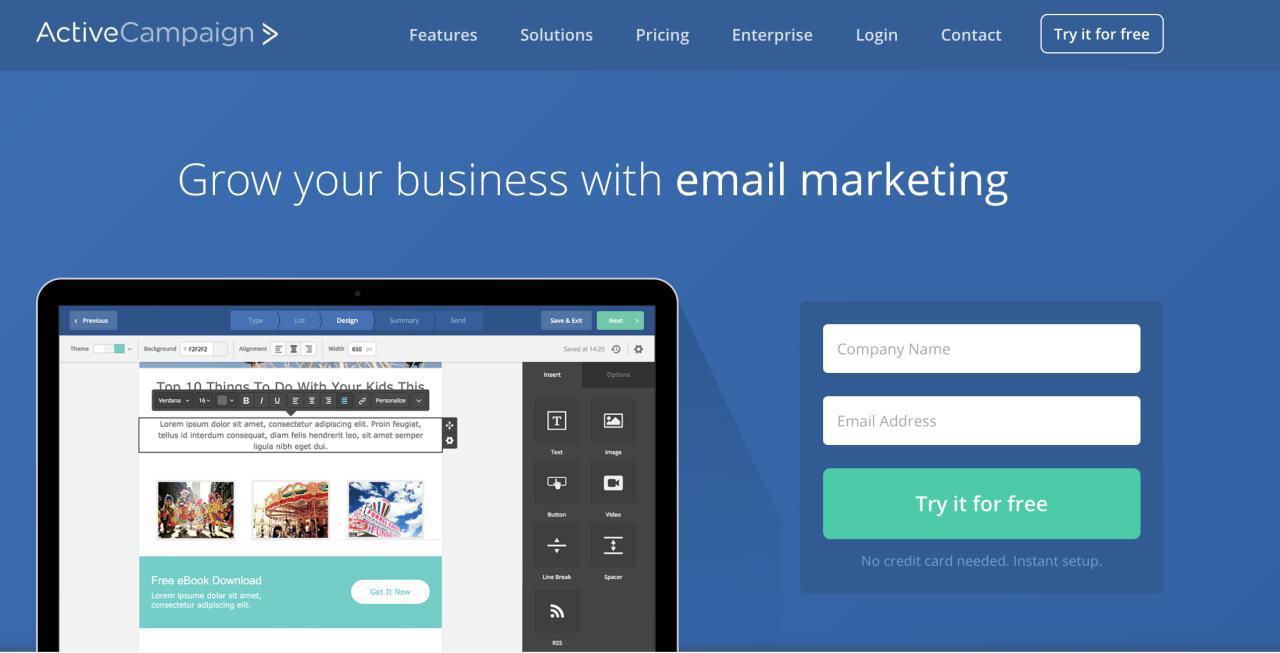 ActiveCampaign
Features
Solutions
Pricing
Enterprise
Login
Contact
Try it for free
Grow your business with email marketing
Previous
Type
List
Design
Summary
Send
Save & Exit
Next
Theme
Background
# F2F2F2
Alignment
Width
650 px
Saved at 14:25
Top 10 Things To Do With Your Kids This
Verdana
16
B
I
U
Personalize
Lorem ipsum dolor sit amet, consectetur adipiscing elit. Proin feugiat,
tellus id interdum consequat, diam felis hendrerit leo, sit amet semper
ligula nibh eget dui.
Free eBook Download
Lorem ipsume dolor sit amet,
consectetur adipiscing elit.
Get It Now
Insert
Options
T
Text
Image
Button
Video
Line Break
Spacer
RSS
Company Name
Email Address
Try it for free
No credit card needed. Instant setup.